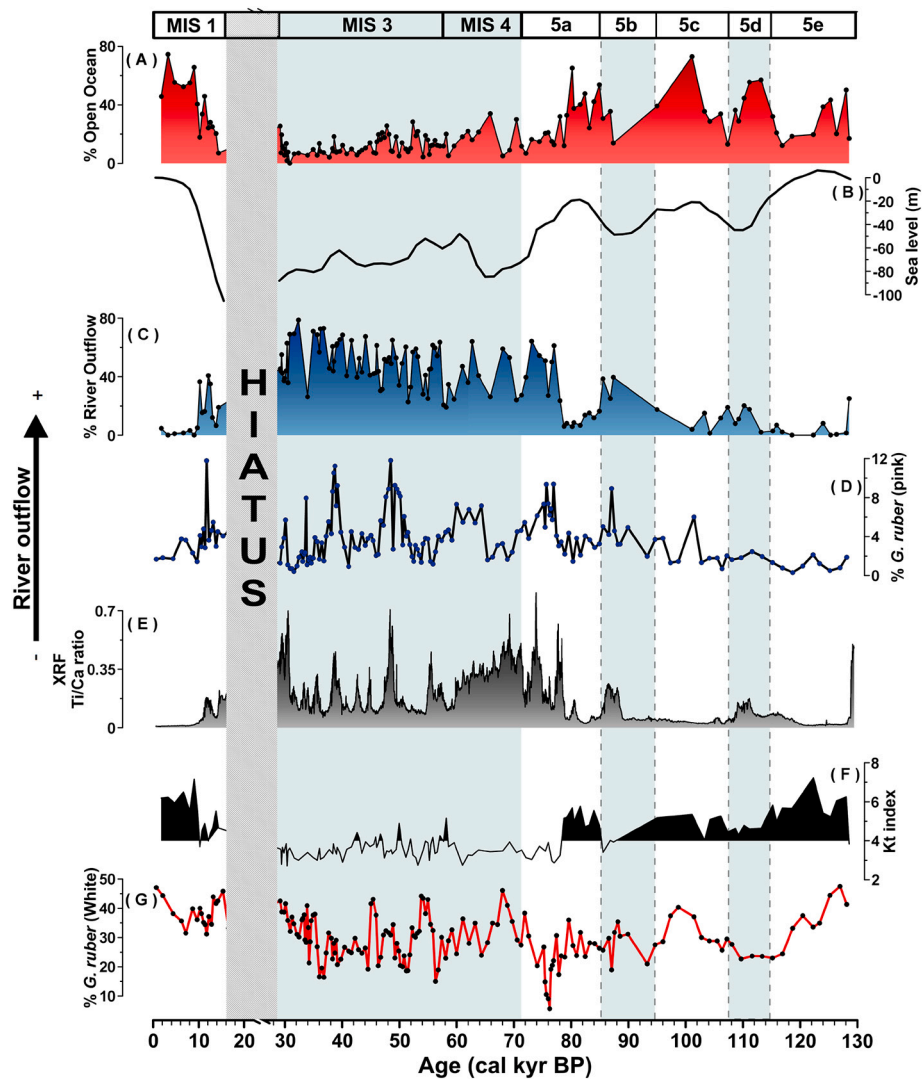 MIS 1 MIS 3 MIS 4 5a 5b 5c 5d 5e
80
40
0
% Open Ocean
( A )
0
-20
-40
-60
-80
-100
Sea level (m)
( B )
80
40
0
% River Outflow
( C )
+
River outflow
-
HIATUS
12
8
4
0
% G. ruber (pink)
( D )
0.7
0.35
0
XRF
Ti/Ca ratio
( E )
8
6
4
2
Kt index
( F )
50
40
30
20
10
% G. ruber (White)
( G )
0 10 20 30 40 50 60 70 80 90 100 110 120 130
Age (cal kyr BP)